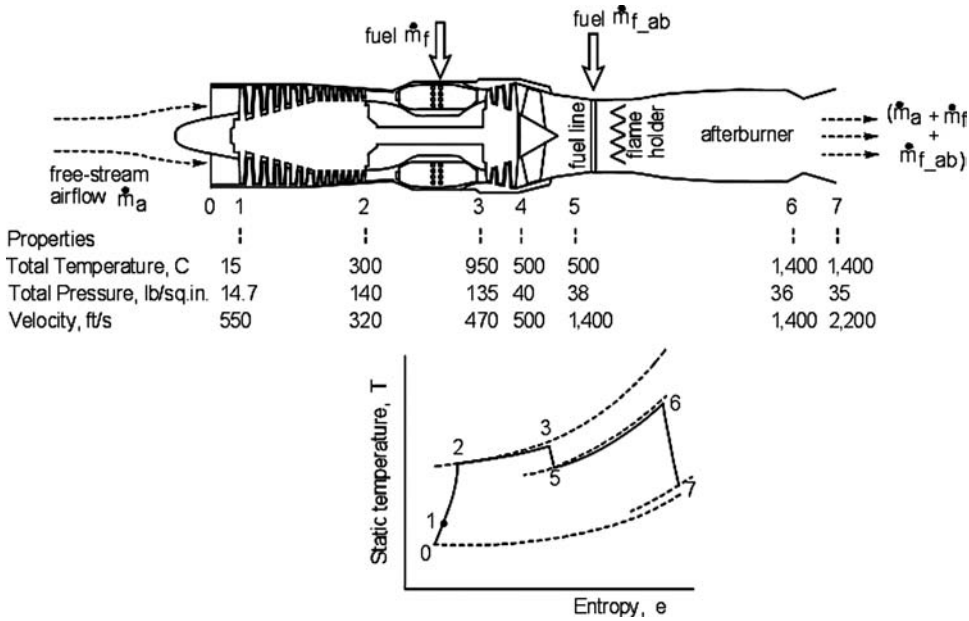 fuel ṁf
fuel ṁf_ab
fuel line
flame
holder
afterburner
(ṁa + ṁf
+
ṁf_ab)
free-stream
airflow ṁa
0 1 2 3 4 5 6 7
Properties
Total Temperature, C 15 300 950 500 500 1,400 1,400
Total Pressure, lb/sq.in. 14.7 140 135 40 38 36 35
Velocity, ft/s 550 320 470 500 1,400 1,400 2,200
Static temperature, T
2
3
6
5
7
1
0
Entropy, e